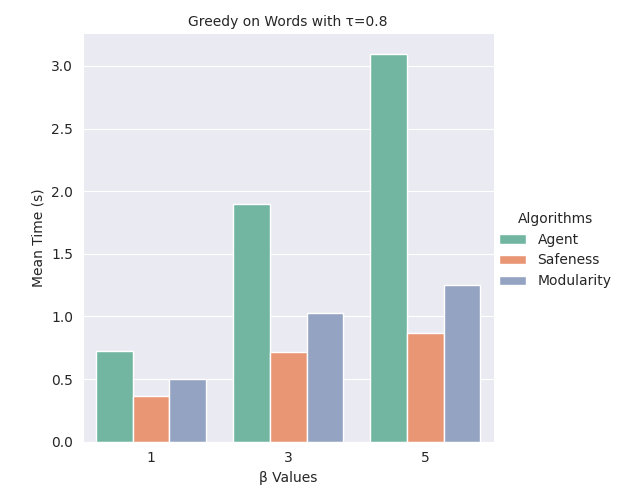 Greedy on Words with τ=0.8
Mean Time (s)
3.0
2.5
2.0
1.5
1.0
0.5
0.0
1
3
5
β Values
Algorithms
Agent
Safeness
Modularity